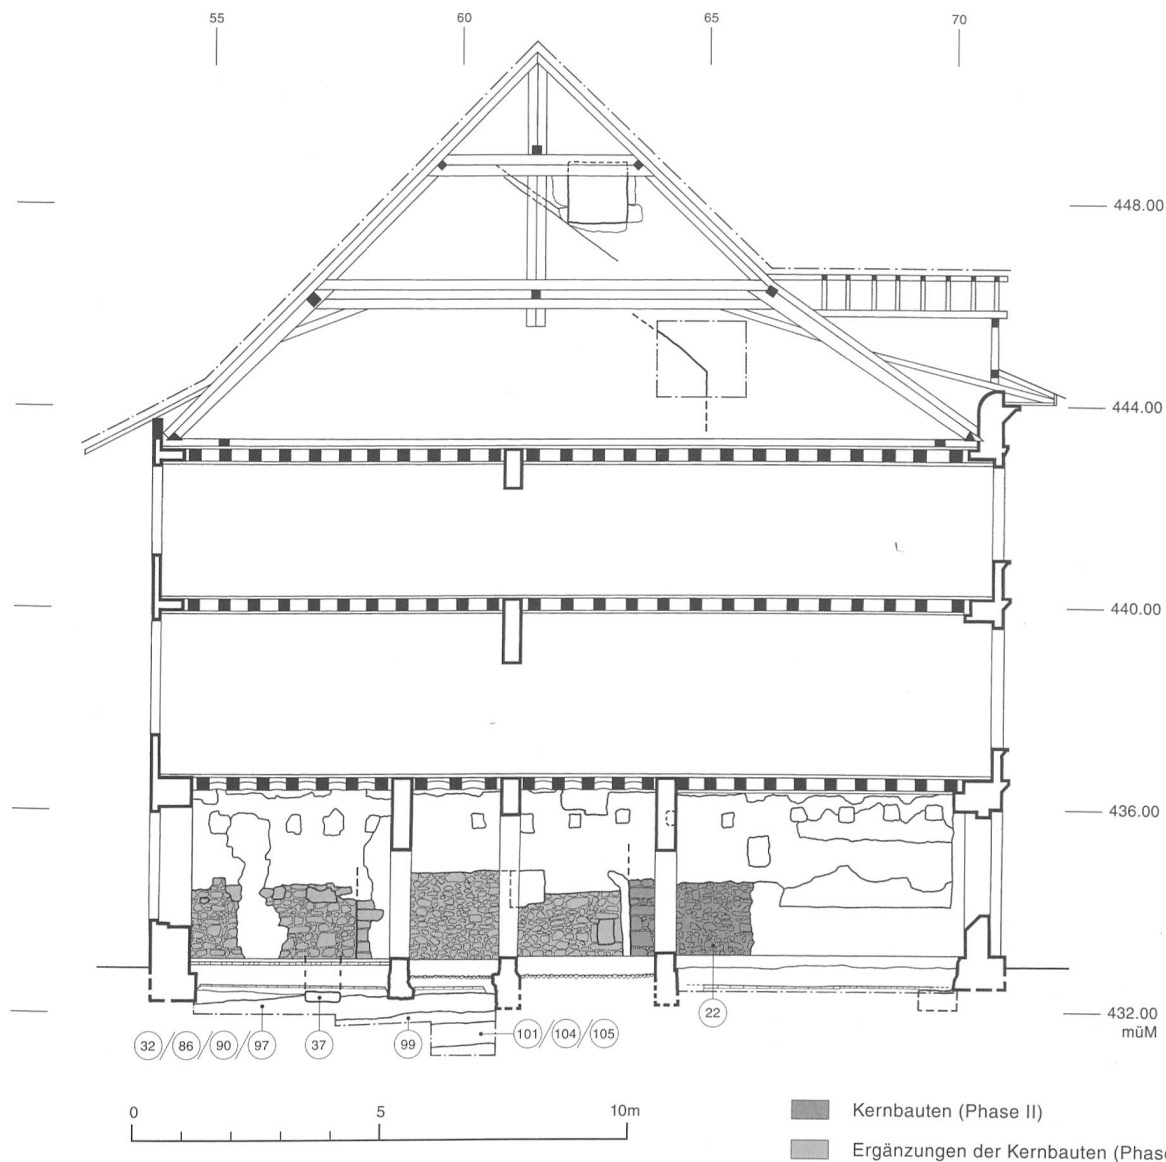 55 60 65 70
448.00
444.00
440.00
436.00
432.00
müM
22
32/86/90/97 37 99 101/104/105
0 5 10m
Kernbauten (Phase II)
Ergänzungen der Kernbauten (Phase